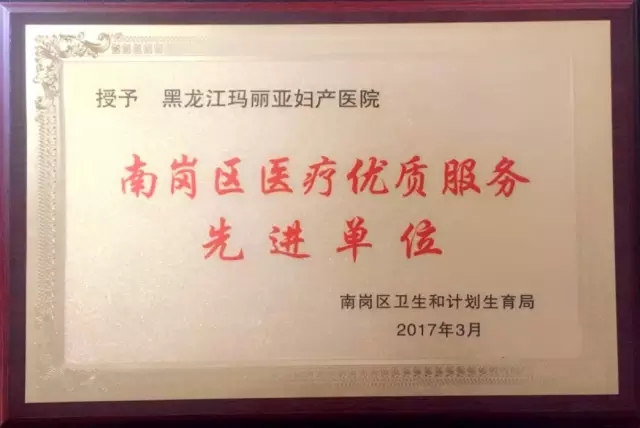 授予 黑龙江玛丽亚妇产医院
南岗区医疗优质服务
先进单位
南岗区卫生和计划生育局
2017年3月